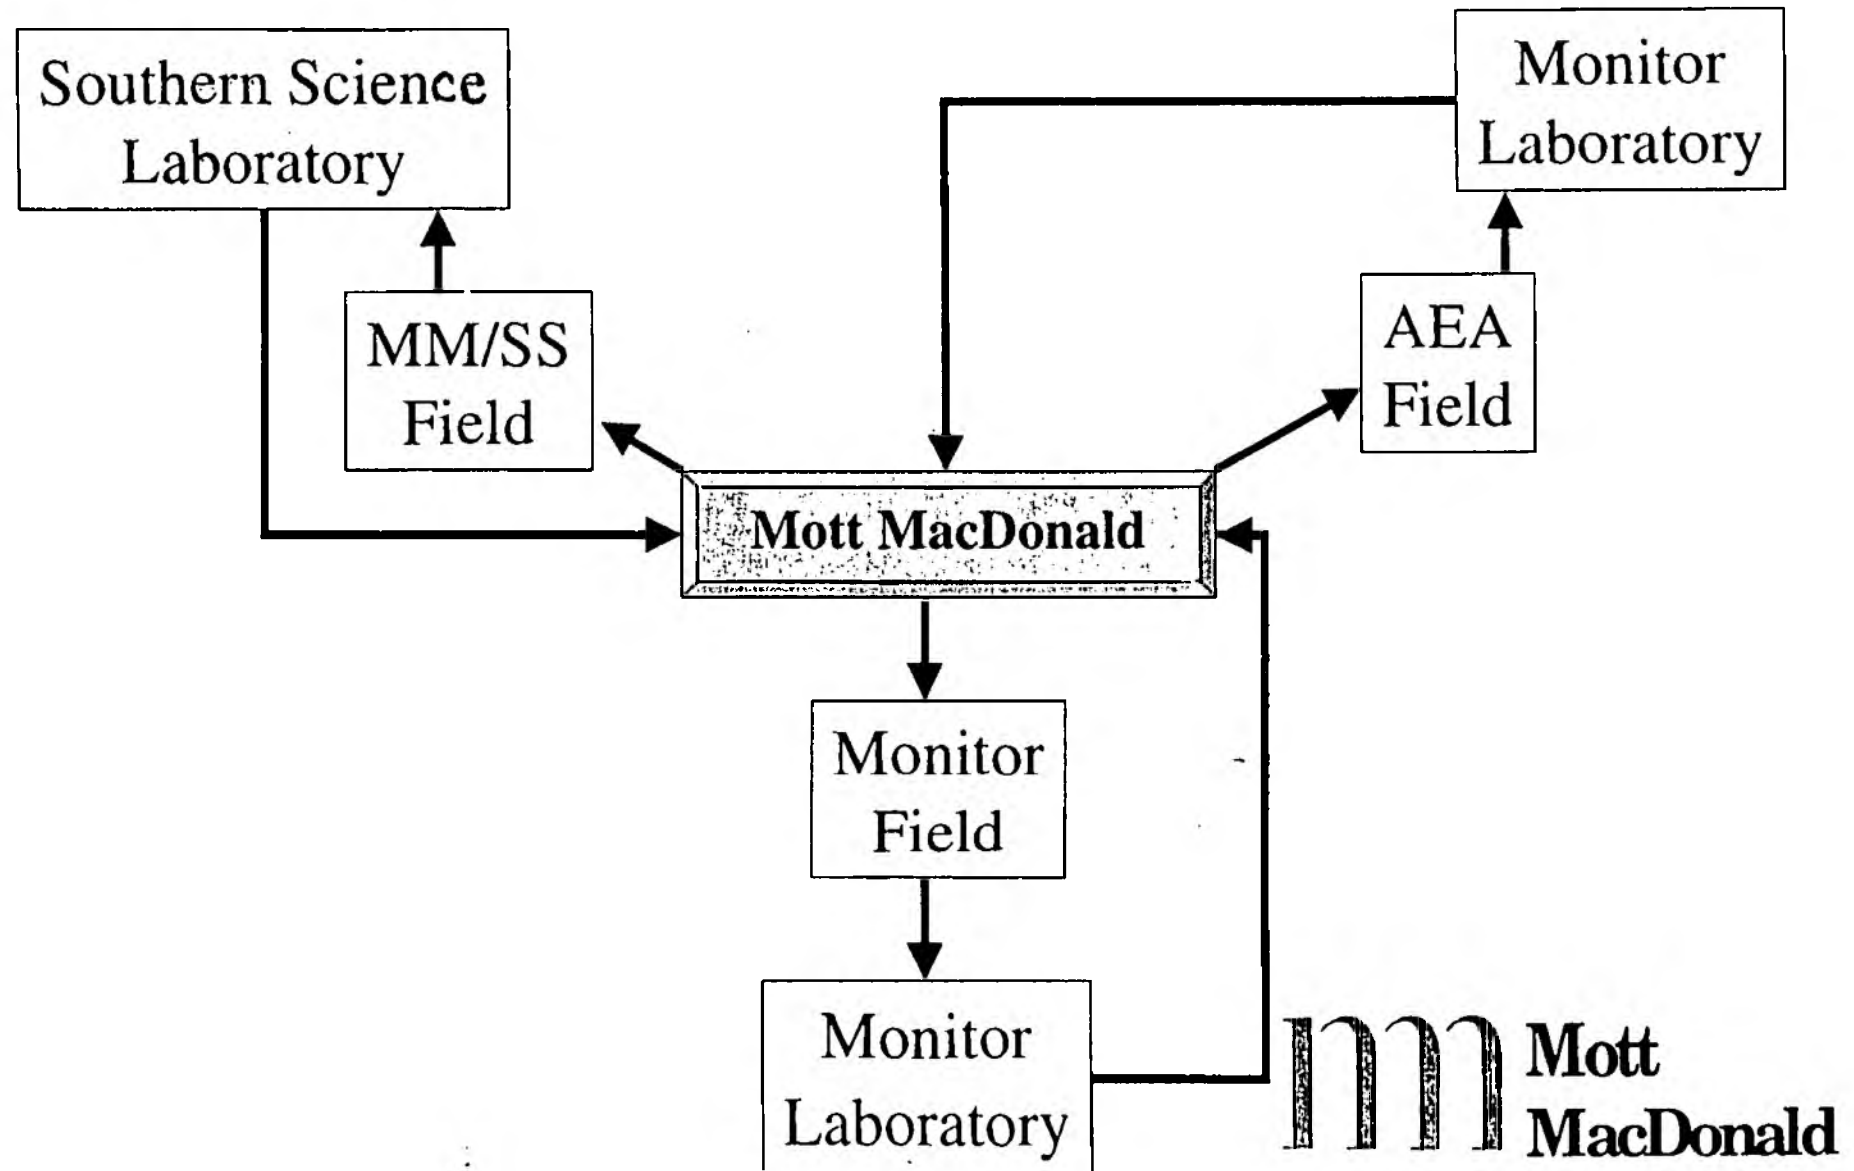 Southern Science
Laboratory
Monitor
Laboratory
MM/SS
Field
AEA
Field
Mott MacDonald
Monitor
Field
Monitor
Laboratory
Mott
MacDonald